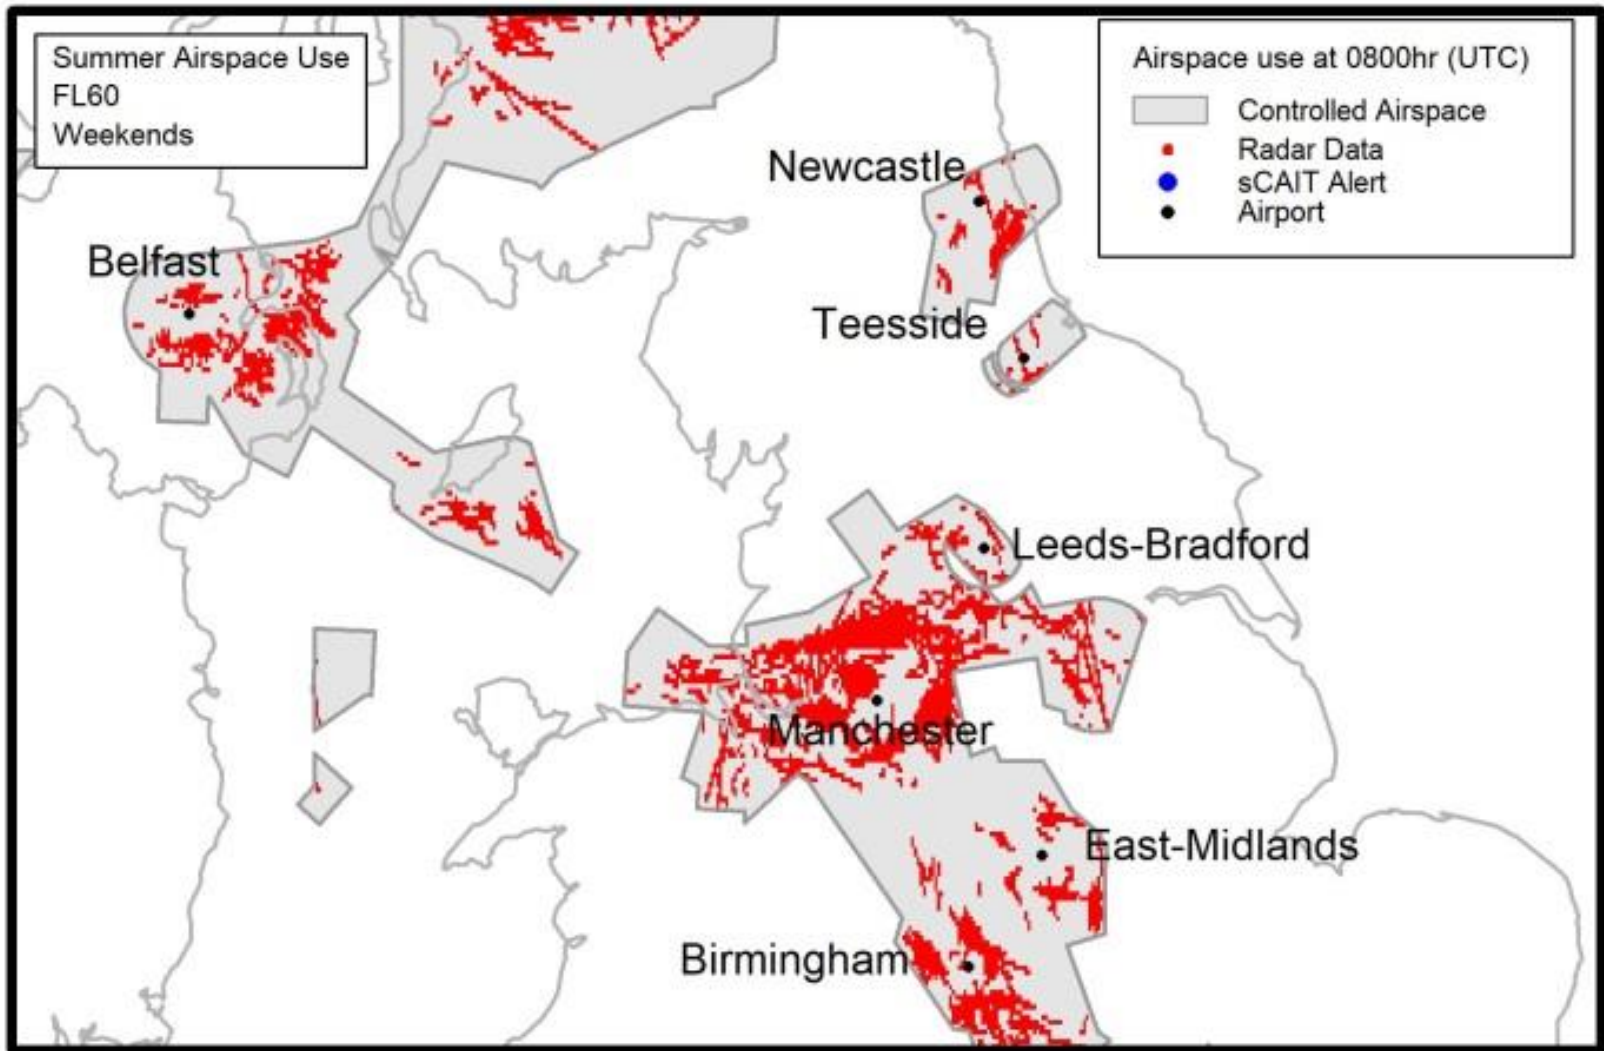 Summer Airspace Use
FL60
Weekends
Airspace use at 0800hr (UTC)
Controlled Airspace
Radar Data
sCAIT Alert
Airport
Newcastle
Belfast
Teesside
Leeds-Bradford
Manchester
East-Midlands
Birmingham